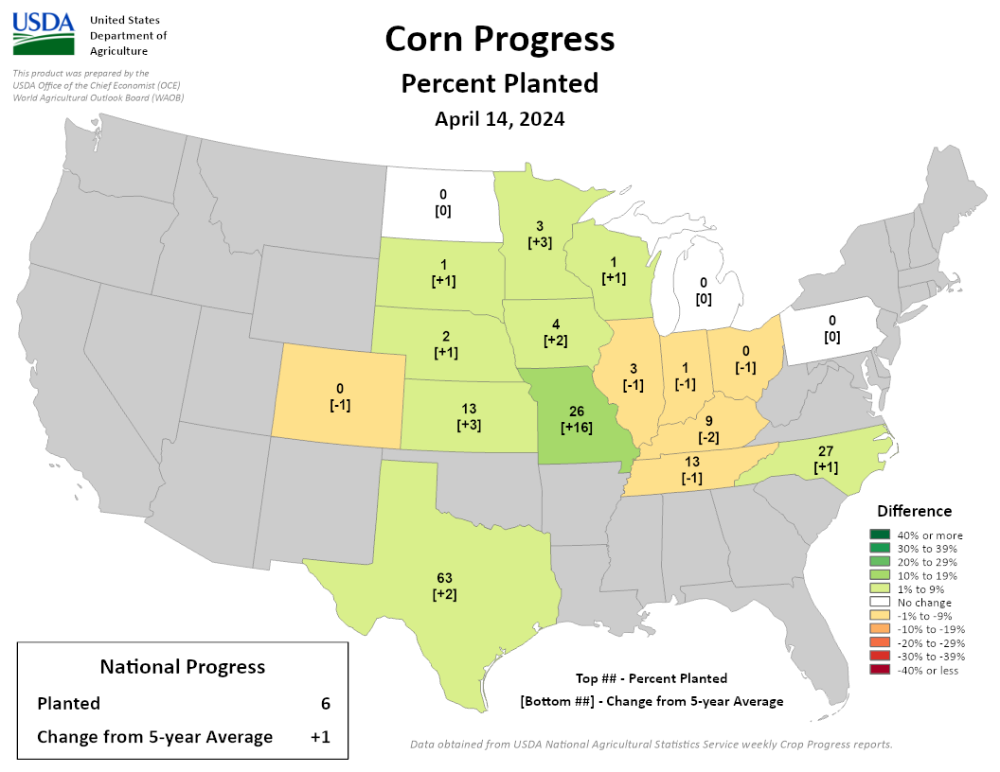 USDA
United States
Department of
Agriculture
This product was prepared by the
USDA Office of the Chief Economist (OCE)
World Agricultural Outlook Board (WAOB)
Corn Progress
Percent Planted
April 14, 2024
0
[0]
3
[+3]
1
[+1]
1
[+1]
0
[0]
2
[+1]
4
[+2]
0
[0]
0
[-1]
3
[-1]
1
[-1]
0
[-1]
13
[+3]
26
[+16]
9
[-2]
13
[-1]
27
[+1]
63
[+2]
Difference
40% or more
30% to 39%
20% to 29%
10% to 19%
1% to 9%
No change
-1% to -9%
-10% to -19%
-20% to -29%
-30% to -39%
-40% or less
National Progress
Planted 6
Change from 5-year Average +1
Top ## - Percent Planted
[Bottom ##] - Change from 5-year Average
Data obtained from USDA National Agricultural Statistics Service weekly Crop Progress reports.